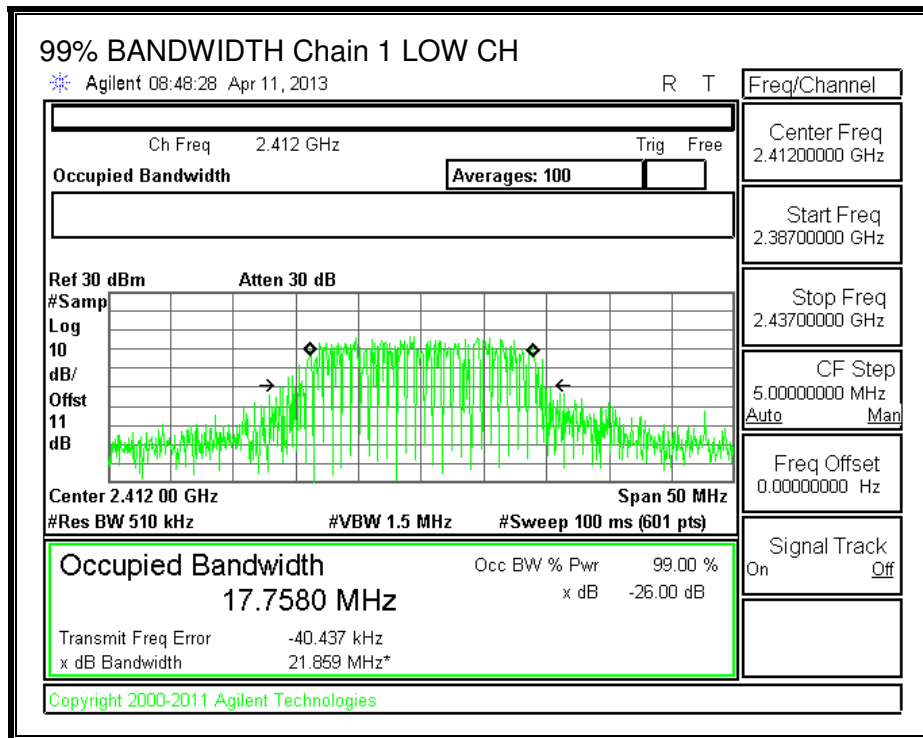 99% BANDWIDTH Chain 1 LOW CH
Agilent 08:48:28 Apr 11, 2013 R T
Freq/Channel
Ch Freq 2.412 GHz Trig Free
Occupied Bandwidth Averages: 100
Center Freq
2.41200000 GHz
Start Freq
2.38700000 GHz
Stop Freq
2.43700000 GHz
CF Step
5.00000000 MHz
Auto Man
Freq Offset
0.00000000 Hz
Signal Track
On Off
Ref 30 dBm Atten 30 dB
#Samp
Log
10
dB/
Offst
11
dB
Center 2.412 00 GHz Span 50 MHz
#Res BW 510 kHz #VBW 1.5 MHz #Sweep 100 ms (601 pts)
Occupied Bandwidth Occ BW % Pwr 99.00 %
17.7580 MHz x dB -26.00 dB
Transmit Freq Error -40.437 kHz
x dB Bandwidth 21.859 MHz*
Copyright 2000-2011 Agilent Technologies